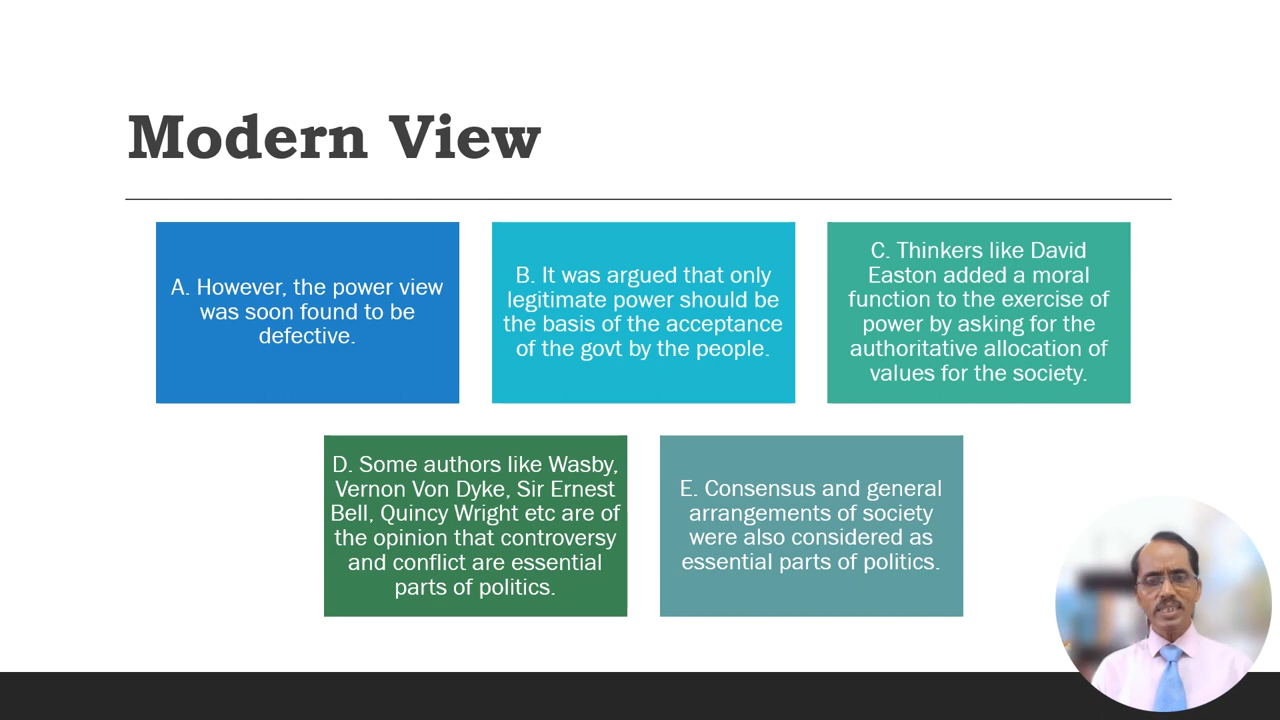 Modern View
A. However, the power view
was soon found to be
defective.
B. It was argued that only
legitimate power should be
the basis of the acceptance
of the govt by the people.
C. Thinkers like David
Easton added a moral
function to the exercise of
power by asking for the
authoritative allocation of
values for the society.
D. Some authors like Wasby,
Vernon Von Dyke, Sir Ernest
Bell, Quincy Wright etc are of
the opinion that controversy
and conflict are essential
parts of politics.
E. Consensus and general
arrangements of society
were also considered as
essential parts of politics.